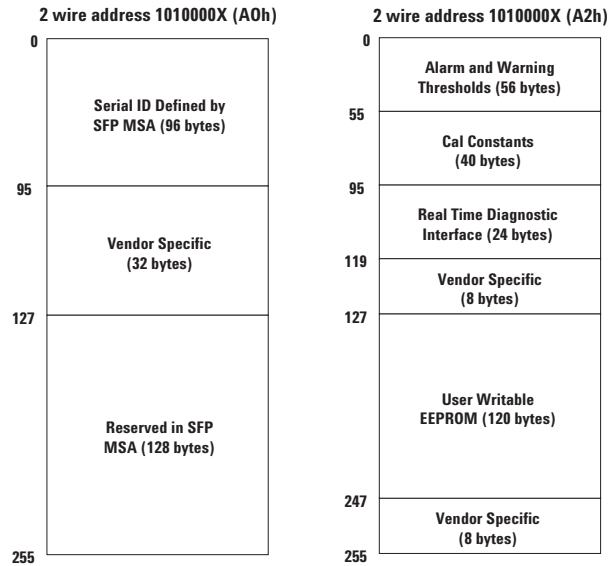 2 wire address 1010000X (A0h)
0
Serial ID Defined by
SFP MSA (96 bytes)
95
Vendor Specific
(32 bytes)
127
Reserved in SFP
MSA (128 bytes)
255
2 wire address 1010000X (A2h)
0
Alarm and Warning
Thresholds (56 bytes)
55
Cal Constants
(40 bytes)
95
Real Time Diagnostic
Interface (24 bytes)
119
Vendor Specific
(8 bytes)
127
User Writable
EEPROM (120 bytes)
247
Vendor Specific
(8 bytes)
255